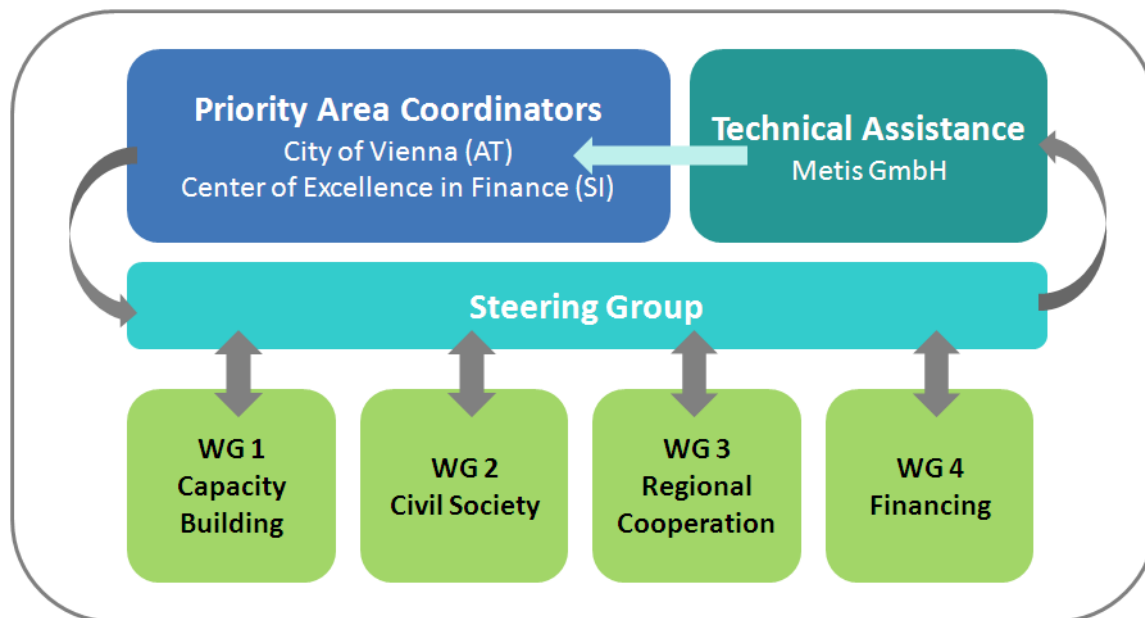 Priority Area Coordinators
City of Vienna (AT)
Center of Excellence in Finance (SI)
Technical Assistance
Metis GmbH
Steering Group
WG 1
Capacity
Building
WG 2
Civil Society
WG 3
Regional
Cooperation
WG 4
Financing